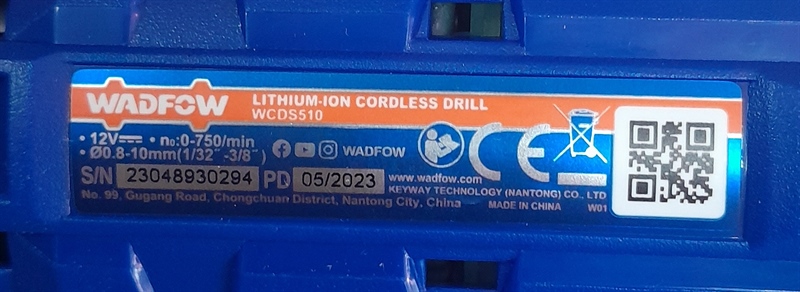 WADFOW
LITHIUM-ION CORDLESS DRILL
WCDS510
• 12V⎓ • n₀:0-750/min
• Ø0.8-10mm(1/32″-3/8″)
WADFOW
CE
S/N 23048930294 PD 05/2023
www.wadfow.com
KEYWAY TECHNOLOGY (NANTONG) CO., LTD
No. 99, Gugang Road, Chongchuan District, Nantong City, China
MADE IN CHINA W01